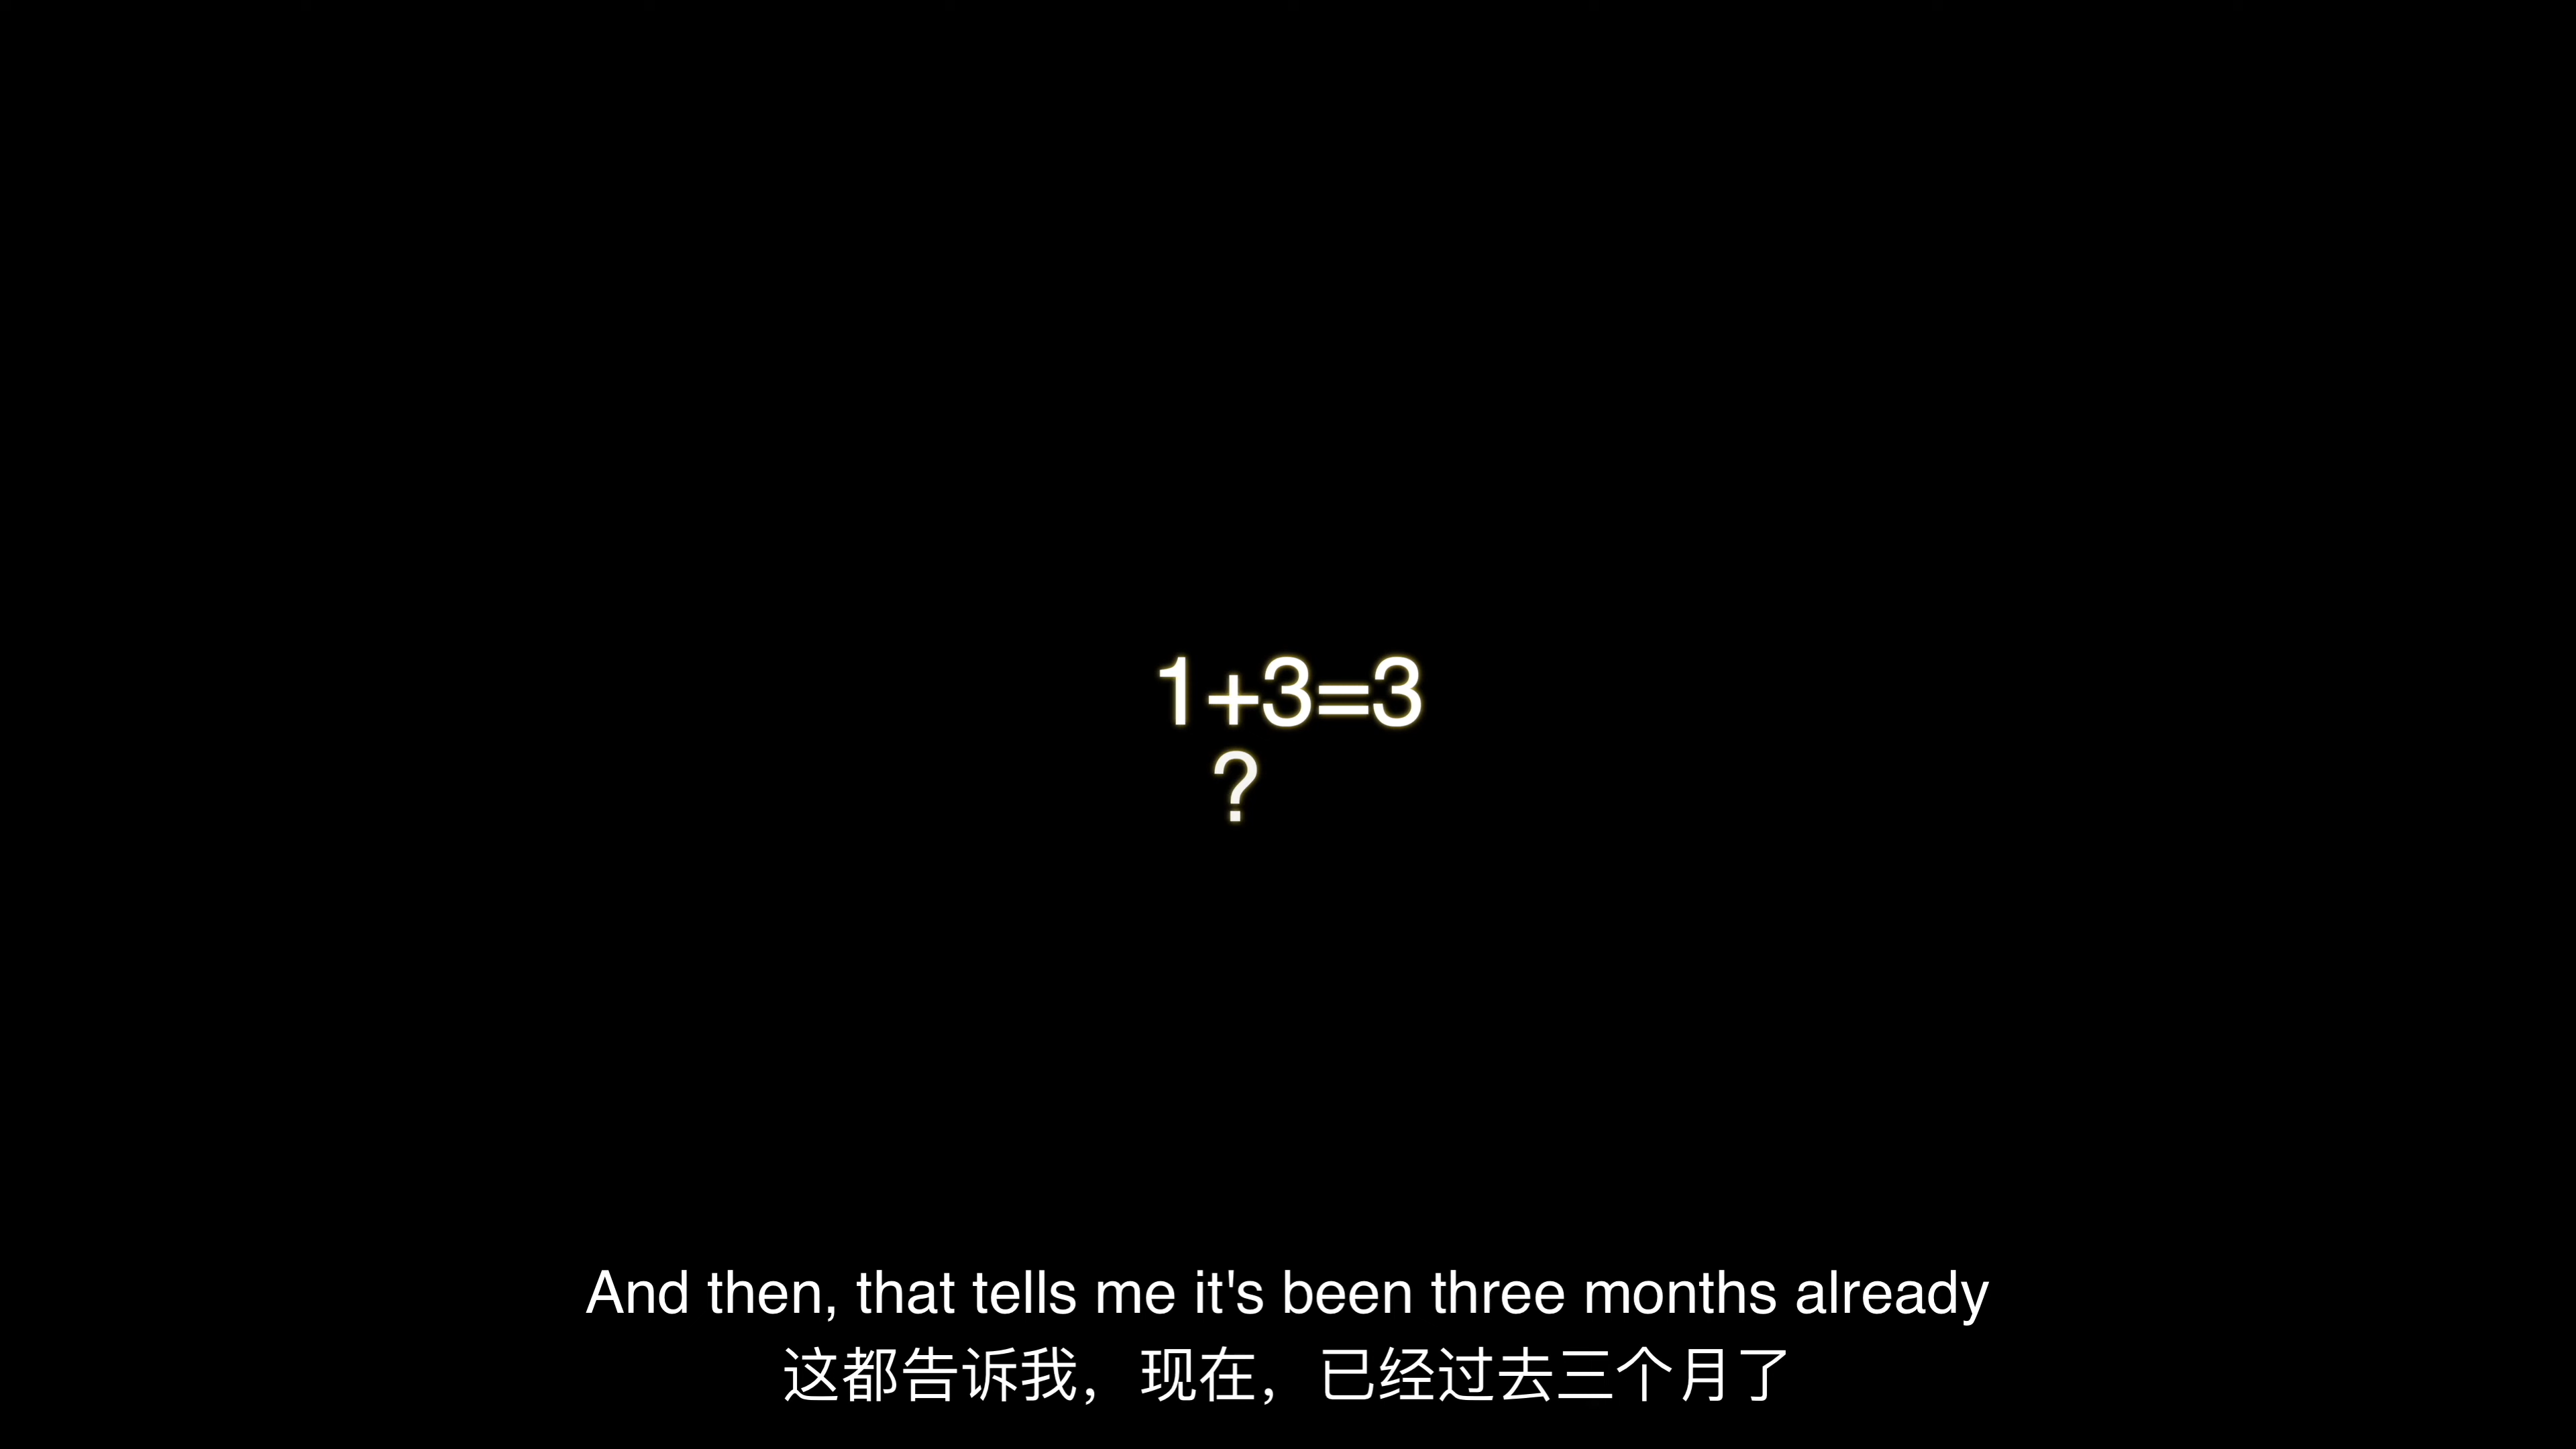 1+3=3
?
And then, that tells me it's been three months already
这都告诉我，现在，已经过去三个月了